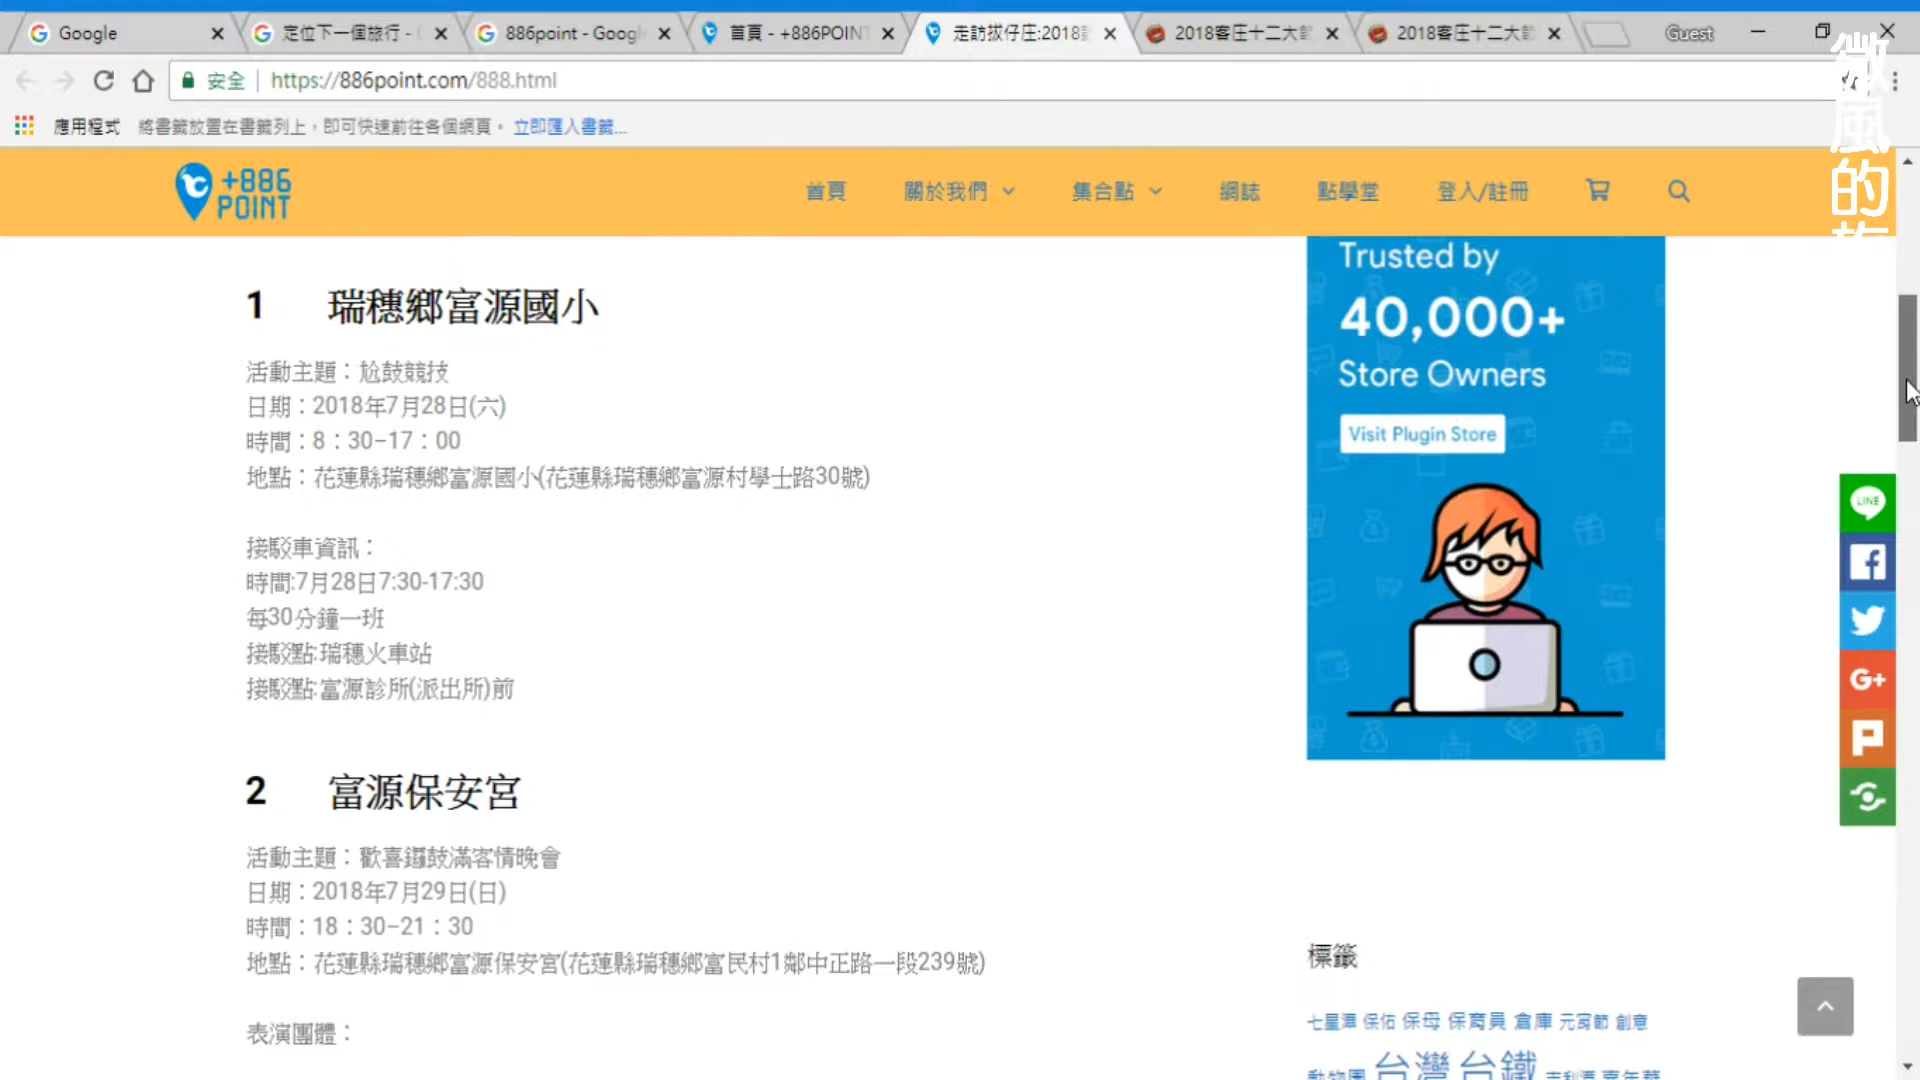 Google
定位下一個旅行 -
886point - Googl
首頁 - +886POINT
走訪拔仔庄:2018
2018客庄十二大
2018客庄十二大
Guest
安全
https://886point.com/888.html
應用程式
將書籤放置在書籤列上，即可快速前往各個網頁。
立即匯入書籤...
微風的
+886 POINT
首頁
關於我們
集合點
網誌
點學堂
登入/註冊
Trusted by
40,000+
Store Owners
Visit Plugin Store
1 瑞穗鄉富源國小
活動主題：尬鼓競技
日期：2018年7月28日(六)
時間：8：30–17：00
地點：花蓮縣瑞穗鄉富源國小(花蓮縣瑞穗鄉富源村學士路30號)
接駁車資訊：
時間:7月28日7:30-17:30
每30分鐘一班
接駁點:瑞穗火車站
接駁點:富源診所(派出所)前
LINE
G+
2 富源保安宮
活動主題：歡喜鑼鼓滿客情晚會
日期：2018年7月29日(日)
時間：18：30–21：30
地點：花蓮縣瑞穗鄉富源保安宮(花蓮縣瑞穗鄉富民村1鄰中正路一段239號)
表演團體：
標籤
七星潭 保佑 保母 保育員 倉庫 元宵節 創意
動物園 台灣 台鐵 吉利潭 嘉年華